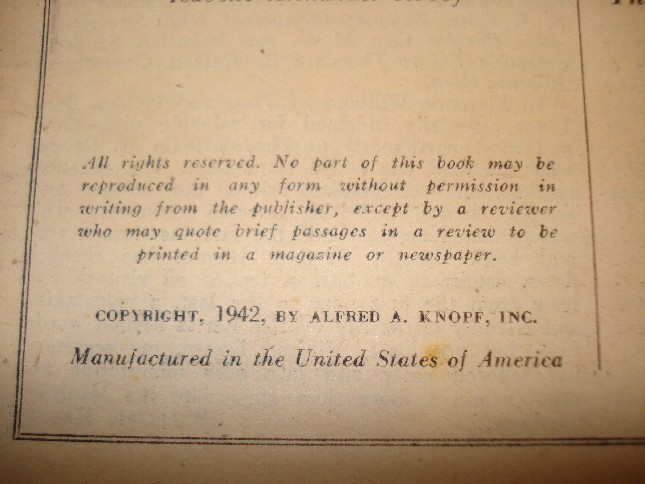 All rights reserved. No part of this book may be
reproduced in any form without permission in
writing from the publisher, except by a reviewer
who may quote brief passages in a review to be
printed in a magazine or newspaper.
COPYRIGHT, 1942, BY ALFRED A. KNOPF, INC.
Manufactured in the United States of America